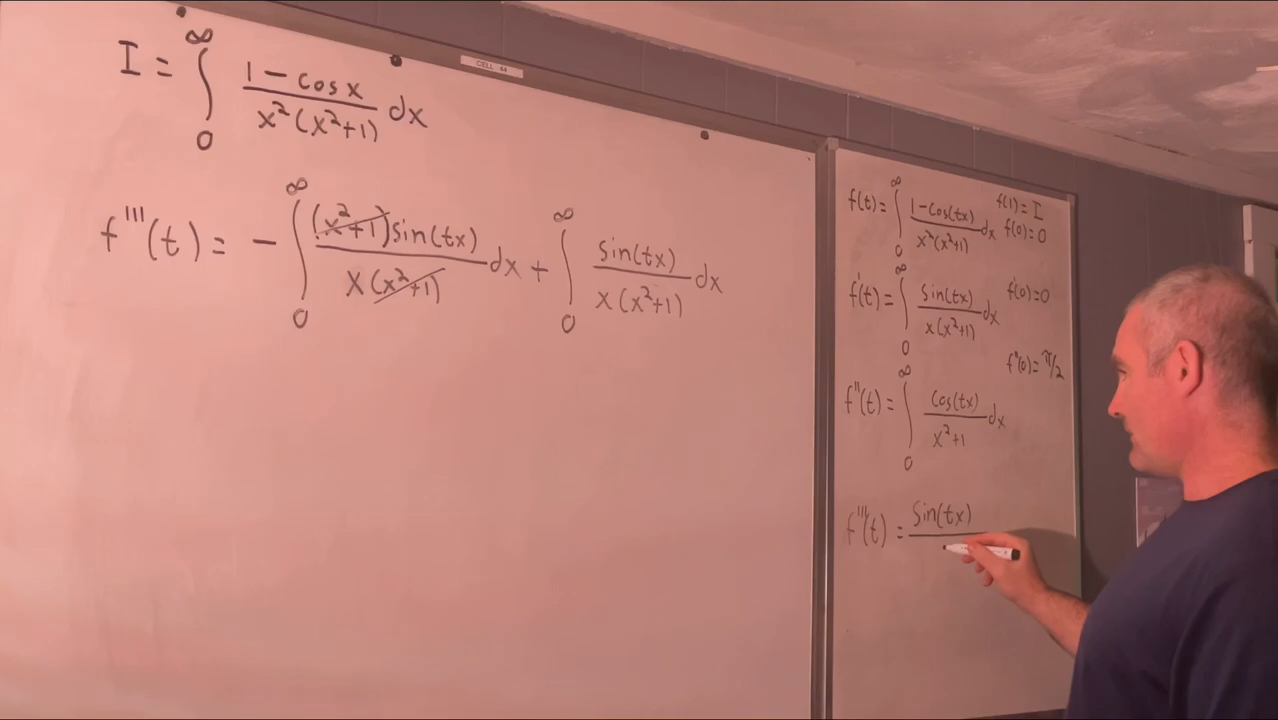 CELL 44
I = ∫₀^∞ (1 - cos x)/(x²(x²+1)) dx
f'''(t) = - ∫₀^∞ ((x²+1) sin(tx))/(x(x²+1)) dx + ∫₀^∞ sin(tx)/(x(x²+1)) dx
f(t) = ∫₀^∞ (1-cos(tx))/(x²(x²+1)) dx
f(1) = I
f(0) = 0
f'(t) = ∫₀^∞ sin(tx)/(x(x²+1)) dx
f'(0) = 0
f''(0) = π/2
f''(t) = ∫₀^∞ cos(tx)/(x²+1) dx
f'''(t) = sin(tx)